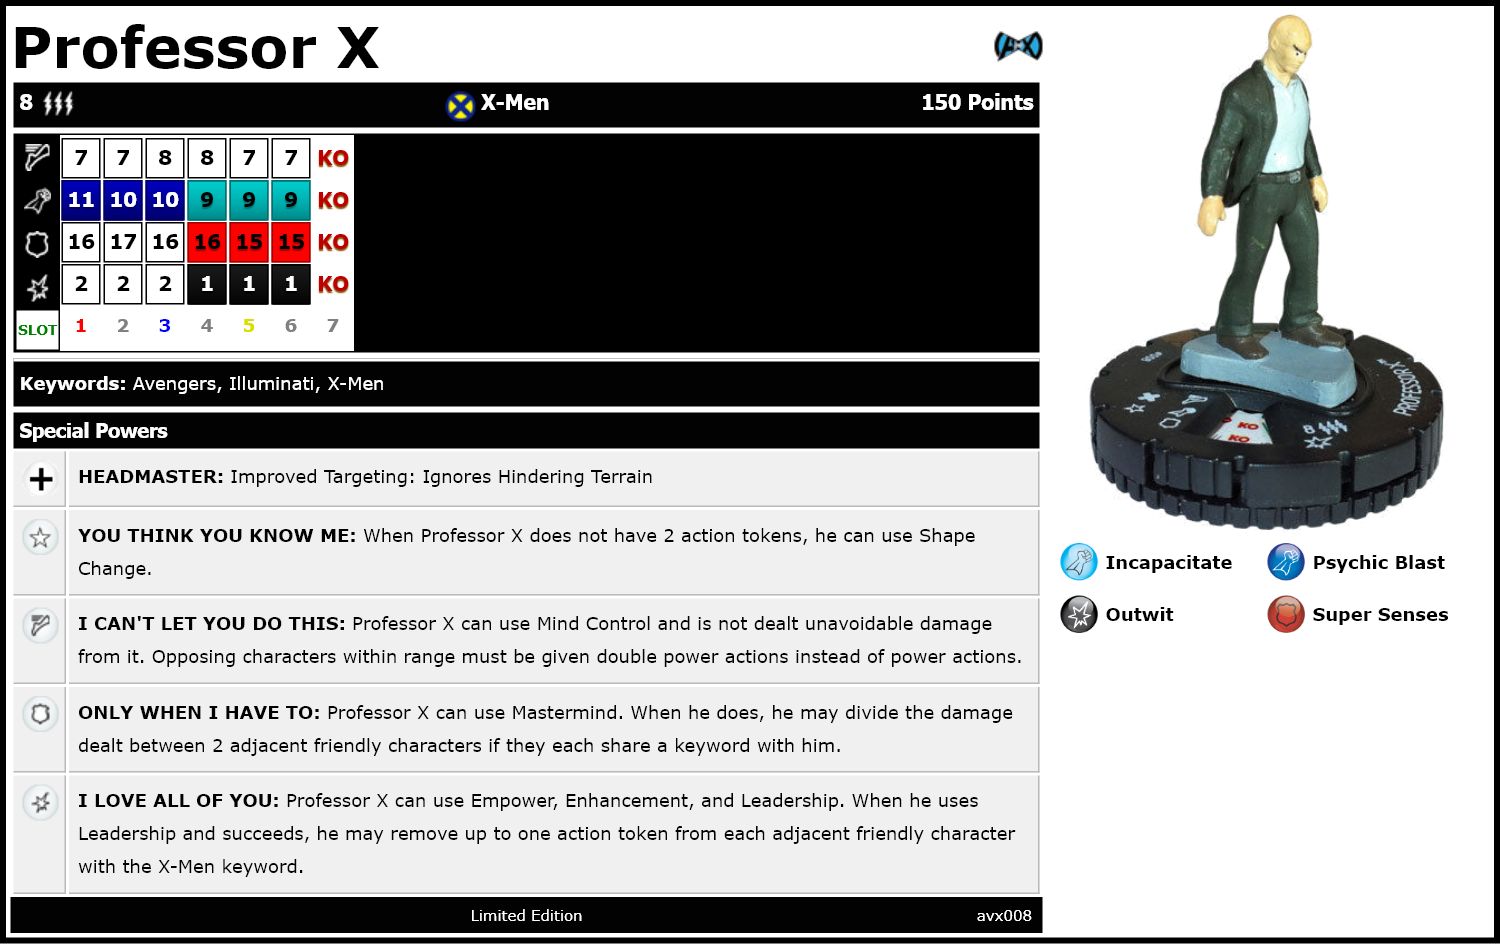 Professor X
8 X-Men 150 Points
7 7 8 8 7 7 KO
11 10 10 9 9 9 KO
16 17 16 16 15 15 KO
2 2 2 1 1 1 KO
SLOT 1 2 3 4 5 6 7
Keywords: Avengers, Illuminati, X-Men
Special Powers
HEADMASTER: Improved Targeting: Ignores Hindering Terrain
YOU THINK YOU KNOW ME: When Professor X does not have 2 action tokens, he can use Shape
Change.
I CAN'T LET YOU DO THIS: Professor X can use Mind Control and is not dealt unavoidable damage
from it. Opposing characters within range must be given double power actions instead of power actions.
ONLY WHEN I HAVE TO: Professor X can use Mastermind. When he does, he may divide the damage
dealt between 2 adjacent friendly characters if they each share a keyword with him.
I LOVE ALL OF YOU: Professor X can use Empower, Enhancement, and Leadership. When he uses
Leadership and succeeds, he may remove up to one action token from each adjacent friendly character
with the X-Men keyword.
Limited Edition avx008
008
PROFESSOR X
8
KO
KO
Incapacitate Psychic Blast
Outwit Super Senses